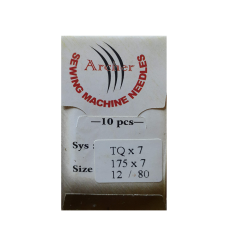 Archer
SEWING MACHINE NEEDLES
—10 pcs—
Sys :
TQ x 7
175 x 7
Size
12 / 80